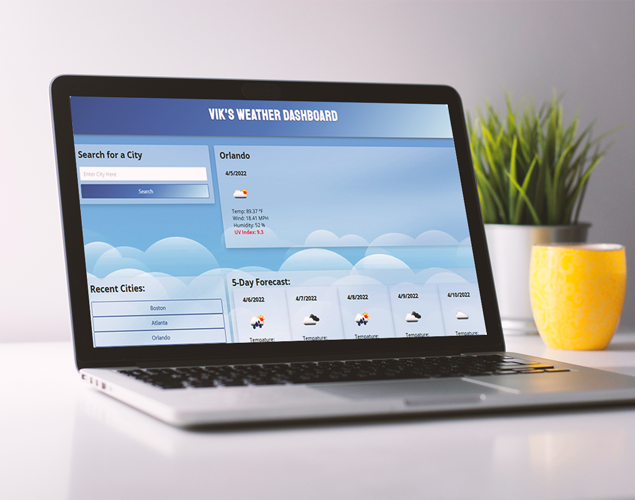 VIK'S WEATHER DASHBOARD
Search for a City
Enter City Here
Search
Orlando
4/5/2022
Temp: 89.37 °F
Wind: 18.41 MPH
Humidity: 52 %
UV Index: 9.3
Recent Cities:
Boston
Atlanta
Orlando
5-Day Forecast:
4/6/2022 4/7/2022 4/8/2022 4/9/2022 4/10/2022
Tempature: Tempature: Tempature: Tempature: Tempature: